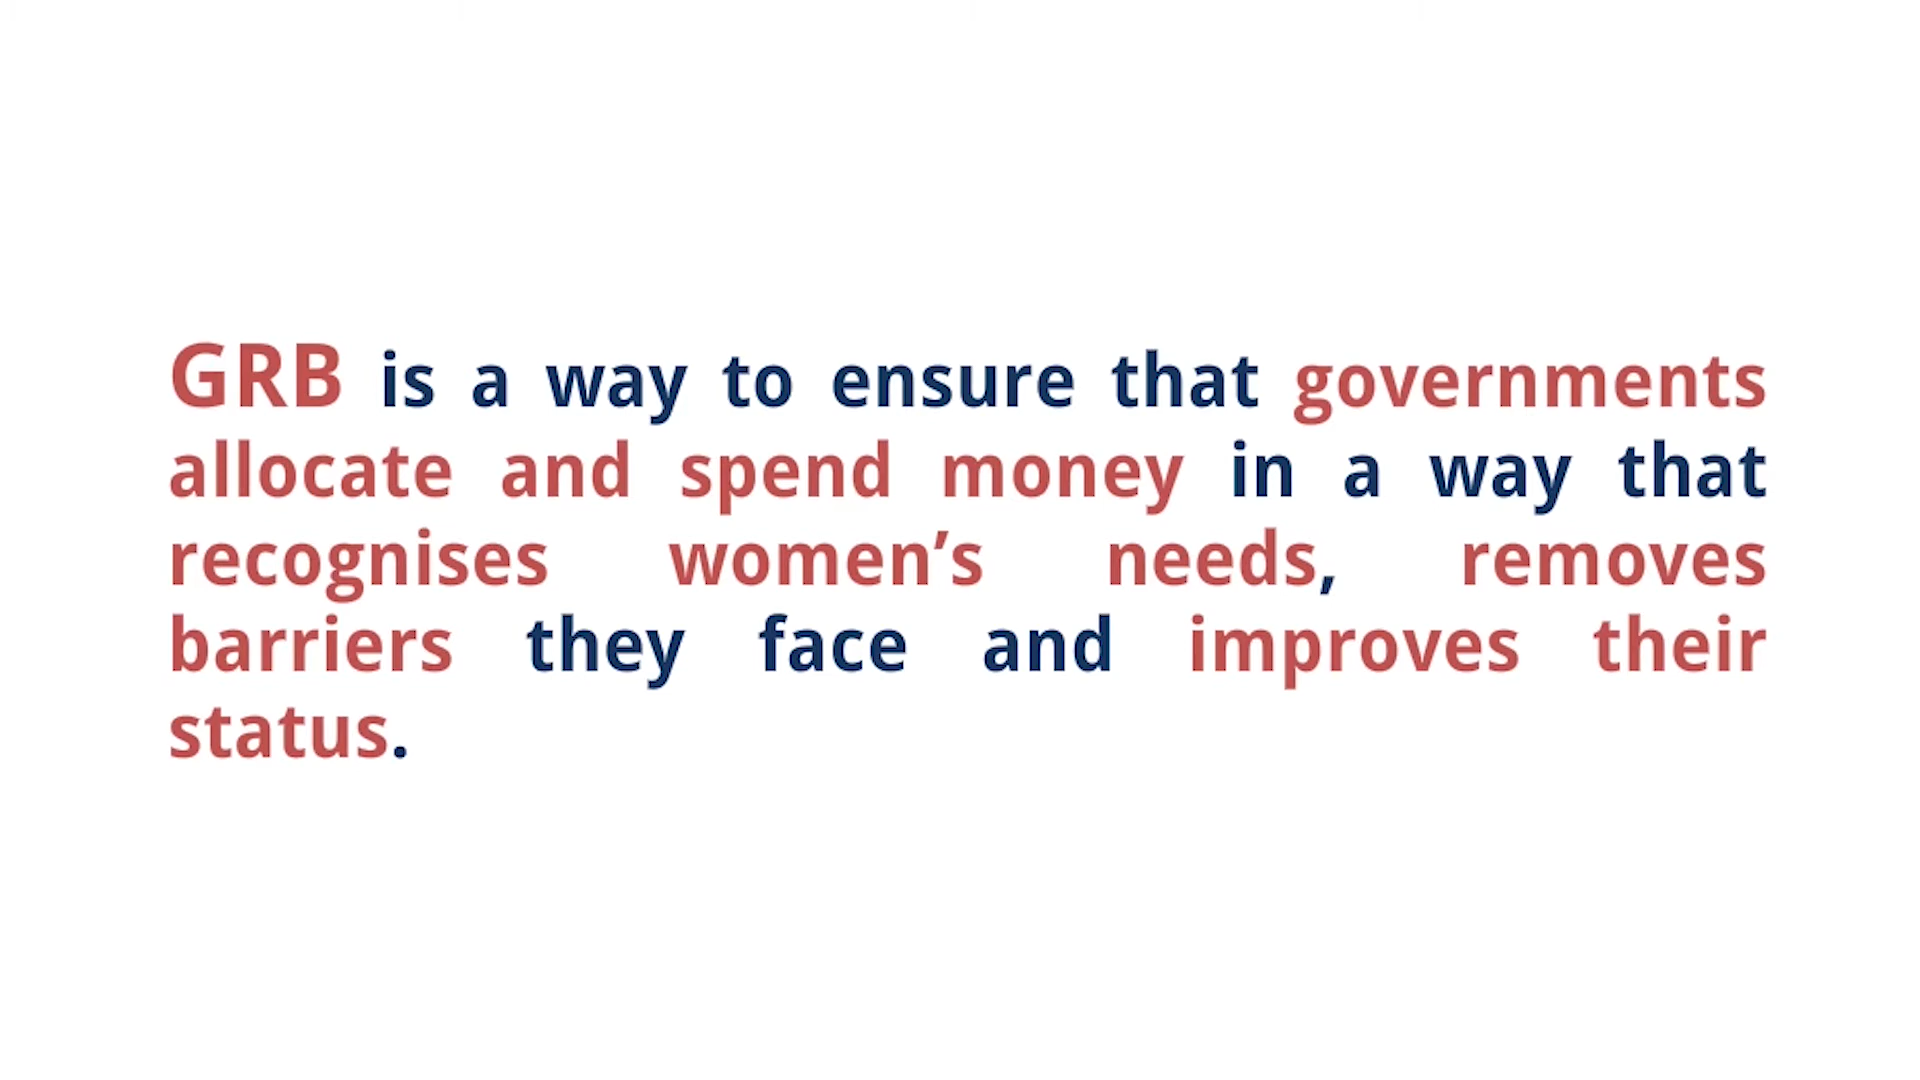 GRB is a way to ensure that governments
allocate and spend money in a way that
recognises women’s needs, removes
barriers they face and improves their
status.